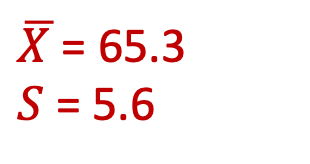 X̅ = 65.3
S = 5.6